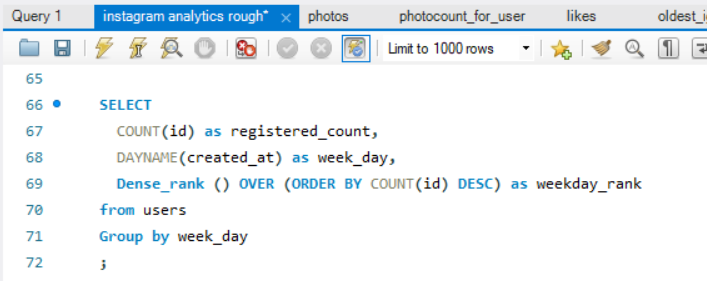 Query 1 instagram analytics rough* × photos photocount_for_user likes oldest_i
Limit to 1000 rows
65
66 SELECT
67 COUNT(id) as registered_count,
68 DAYNAME(created_at) as week_day,
69 Dense_rank () OVER (ORDER BY COUNT(id) DESC) as weekday_rank
70 from users
71 Group by week_day
72 ;